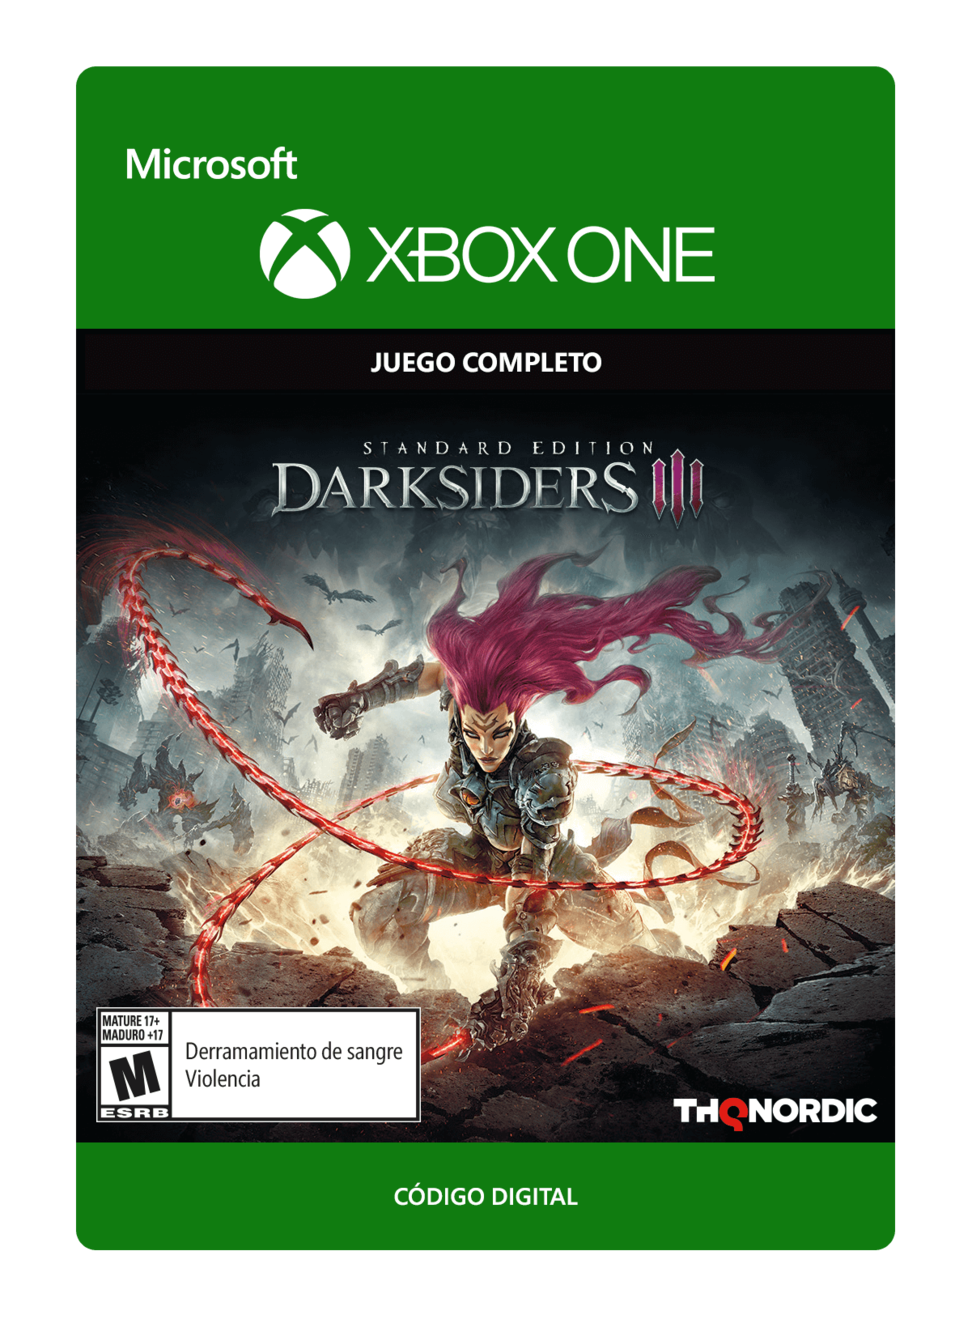 Microsoft
XBOX ONE
JUEGO COMPLETO
STANDARD EDITION
DARKSIDERS III
MATURE 17+
MADURO +17
M
ESRB
Derramamiento de sangre
Violencia
THQNORDIC
CÓDIGO DIGITAL